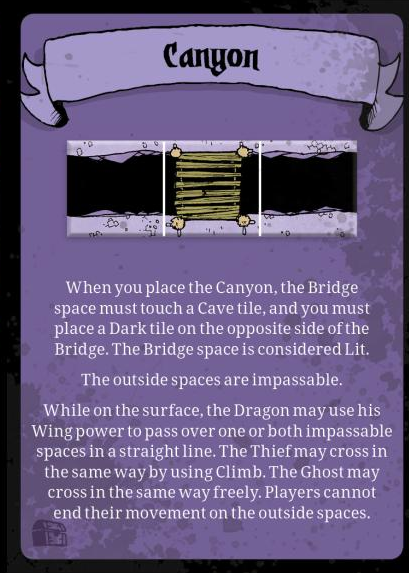 Canyon
When you place the Canyon, the Bridge
space must touch a Cave tile, and you must
place a Dark tile on the opposite side of the
Bridge. The Bridge space is considered Lit.
The outside spaces are impassable.
While on the surface, the Dragon may use his
Wing power to pass over one or both impassable
spaces in a straight line. The Thief may cross in
the same way by using Climb. The Ghost may
cross in the same way freely. Players cannot
end their movement on the outside spaces.